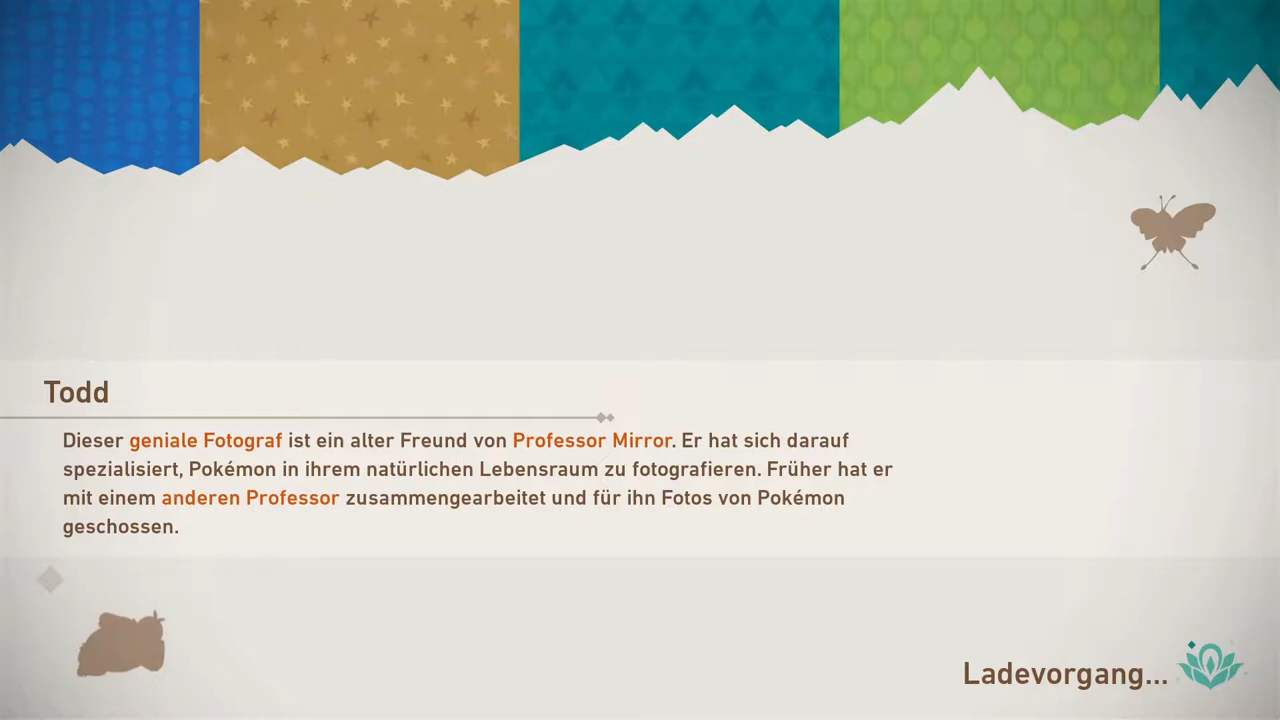 Todd
Dieser geniale Fotograf ist ein alter Freund von Professor Mirror. Er hat sich darauf
spezialisiert, Pokémon in ihrem natürlichen Lebensraum zu fotografieren. Früher hat er
mit einem anderen Professor zusammengearbeitet und für ihn Fotos von Pokémon
geschossen.
Ladevorgang...